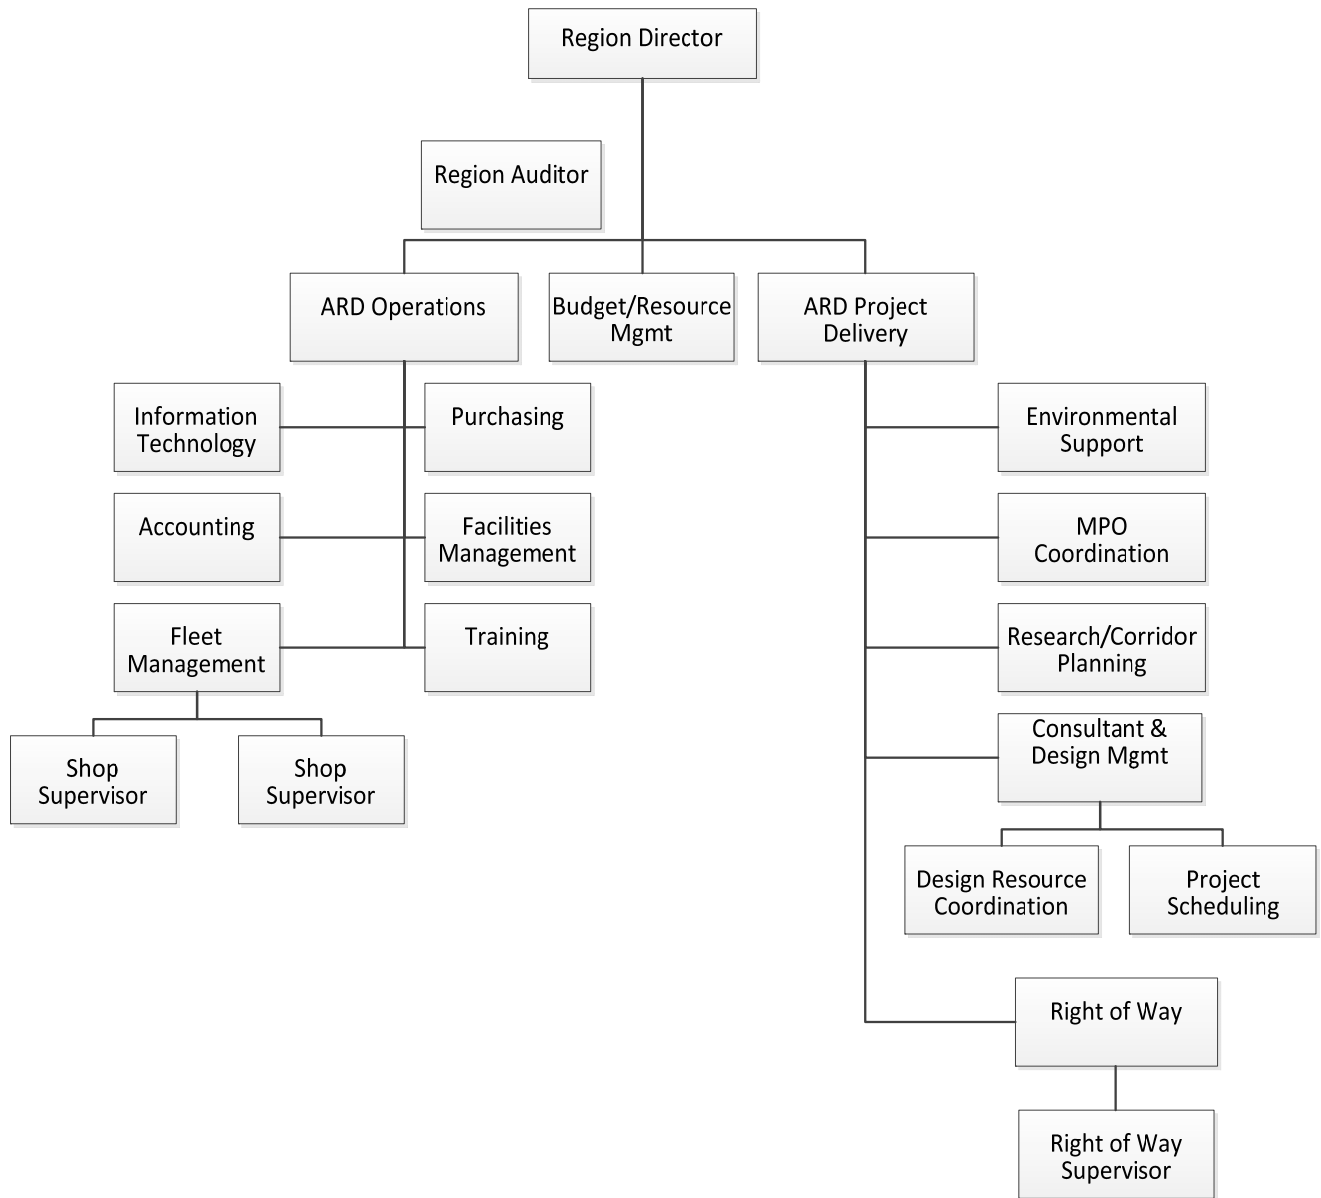 Region Director
Region Auditor
ARD Operations
Budget/Resource
Mgmt
ARD Project
Delivery
Information
Technology
Purchasing
Environmental
Support
Accounting
Facilities
Management
MPO
Coordination
Fleet
Management
Training
Research/Corridor
Planning
Shop
Supervisor
Shop
Supervisor
Consultant &
Design Mgmt
Design Resource
Coordination
Project
Scheduling
Right of Way
Right of Way
Supervisor